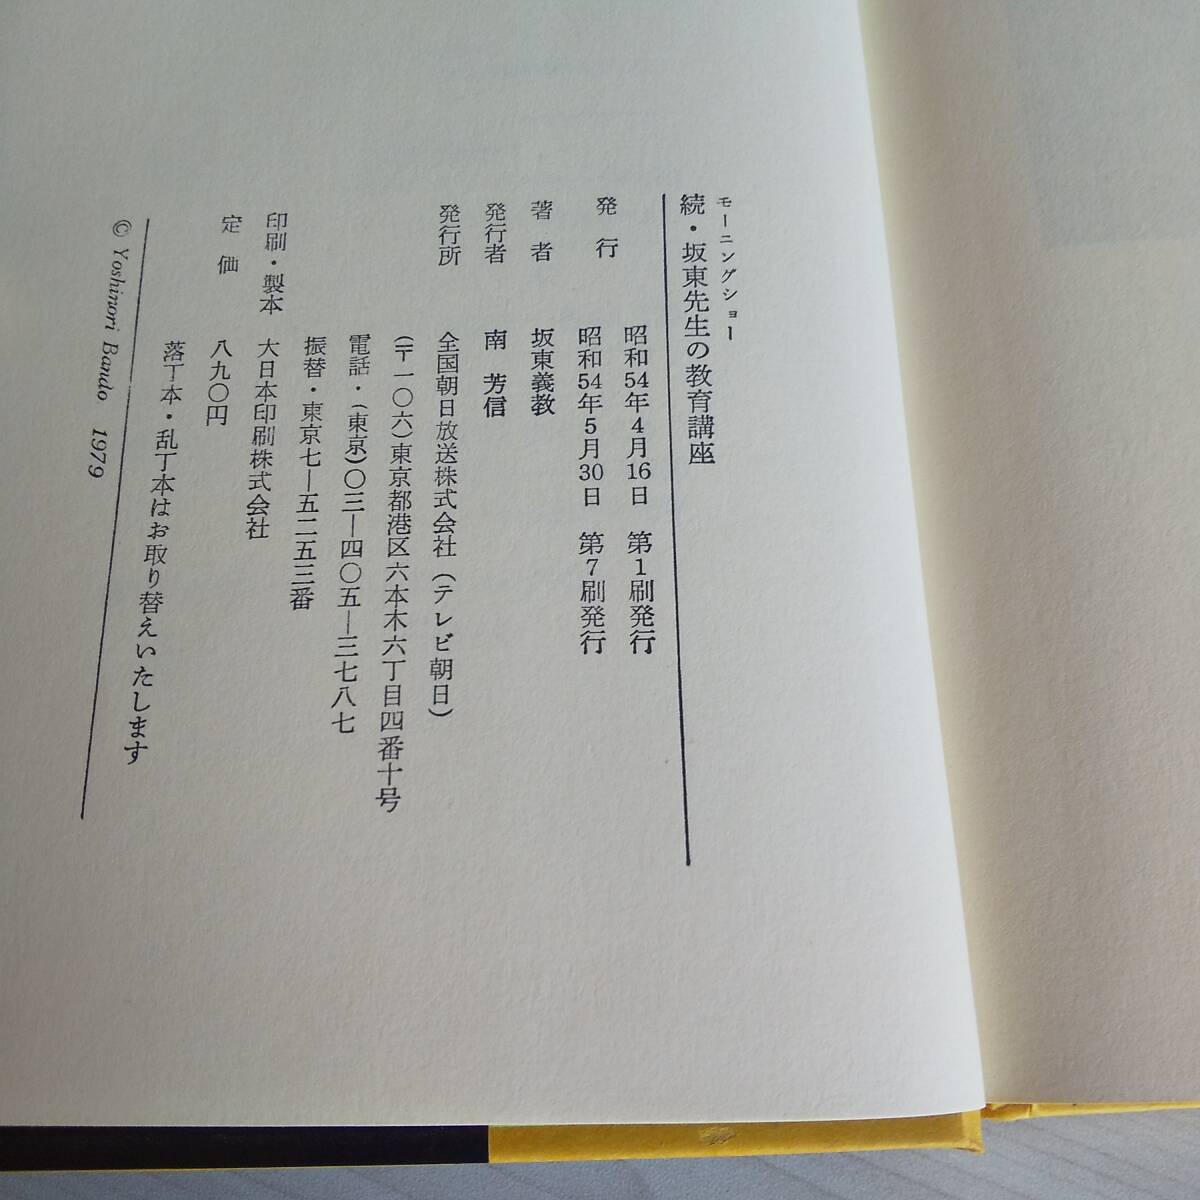 モーニングショー
続・坂東先生の教育講座
発行 昭和54年4月16日 第1刷発行
昭和54年5月30日 第7刷発行
著者 坂東義教
発行者 南 芳信
発行所 全国朝日放送株式会社(テレビ朝日)
(〒一〇六)東京都港区六本木六丁目四番十号
電話・(東京)〇三―四〇五―三七八七
振替・東京七―五二五三番
印刷・製本 大日本印刷株式会社
定価 八九〇円
落丁本・乱丁本はお取り替えいたします
© Yoshinori Bando 1979